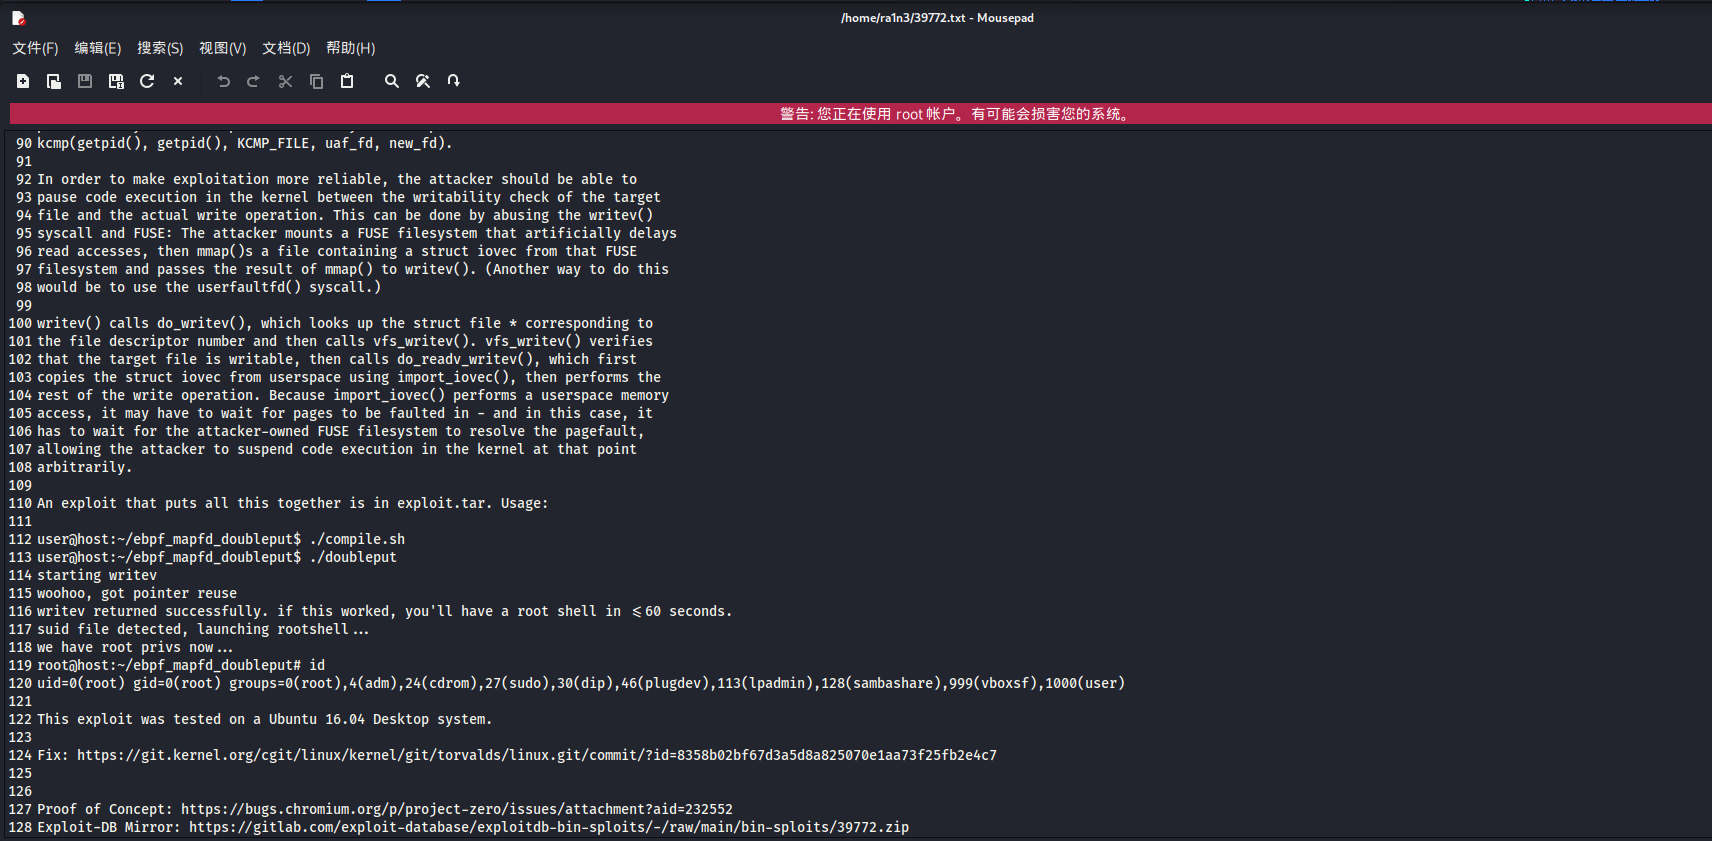 /home/ra1n3/39772.txt - Mousepad
文件(F) 编辑(E) 搜索(S) 视图(V) 文档(D) 帮助(H)
警告: 您正在使用 root 帐户。有可能会损害您的系统。
90 kcmp(getpid(), getpid(), KCMP_FILE, uaf_fd, new_fd).
91
92 In order to make exploitation more reliable, the attacker should be able to
93 pause code execution in the kernel between the writability check of the target
94 file and the actual write operation. This can be done by abusing the writev()
95 syscall and FUSE: The attacker mounts a FUSE filesystem that artificially delays
96 read accesses, then mmap()s a file containing a struct iovec from that FUSE
97 filesystem and passes the result of mmap() to writev(). (Another way to do this
98 would be to use the userfaultfd() syscall.)
99
100 writev() calls do_writev(), which looks up the struct file * corresponding to
101 the file descriptor number and then calls vfs_writev(). vfs_writev() verifies
102 that the target file is writable, then calls do_readv_writev(), which first
103 copies the struct iovec from userspace using import_iovec(), then performs the
104 rest of the write operation. Because import_iovec() performs a userspace memory
105 access, it may have to wait for pages to be faulted in - and in this case, it
106 has to wait for the attacker-owned FUSE filesystem to resolve the pagefault,
107 allowing the attacker to suspend code execution in the kernel at that point
108 arbitrarily.
109
110 An exploit that puts all this together is in exploit.tar. Usage:
111
112 user@host:~/ebpf_mapfd_doubleput$ ./compile.sh
113 user@host:~/ebpf_mapfd_doubleput$ ./doubleput
114 starting writev
115 woohoo, got pointer reuse
116 writev returned successfully. if this worked, you'll have a root shell in <=60 seconds.
117 suid file detected, launching rootshell...
118 we have root privs now...
119 root@host:~/ebpf_mapfd_doubleput# id
120 uid=0(root) gid=0(root) groups=0(root),4(adm),24(cdrom),27(sudo),30(dip),46(plugdev),113(lpadmin),128(sambashare),999(vboxsf),1000(user)
121
122 This exploit was tested on a Ubuntu 16.04 Desktop system.
123
124 Fix: https://git.kernel.org/cgit/linux/kernel/git/torvalds/linux.git/commit/?id=8358b02bf67d3a5d8a825070e1aa73f25fb2e4c7
125
126
127 Proof of Concept: https://bugs.chromium.org/p/project-zero/issues/attachment?aid=232552
128 Exploit-DB Mirror: https://gitlab.com/exploit-database/exploitdb-bin-sploits/-/raw/main/bin-sploits/39772.zip